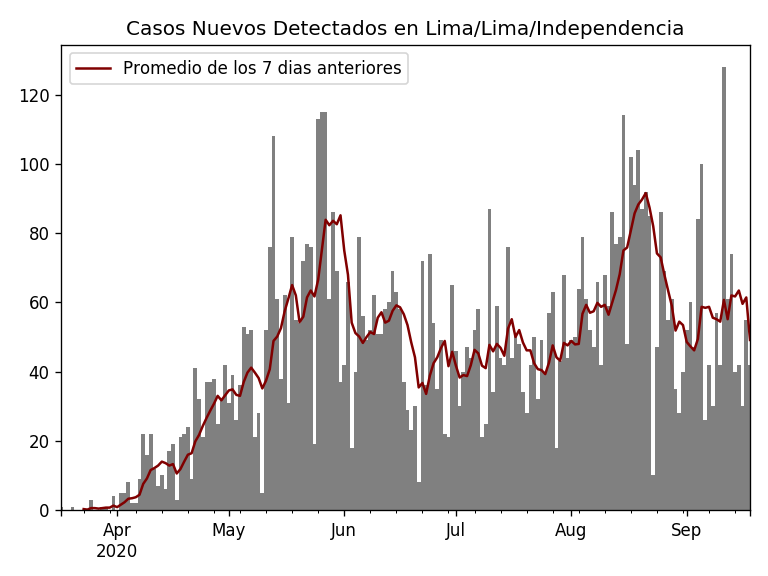 Casos Nuevos Detectados en Lima/Lima/Independencia
Promedio de los 7 dias anteriores
120
100
80
60
40
20
0
Apr May Jun Jul Aug Sep
2020